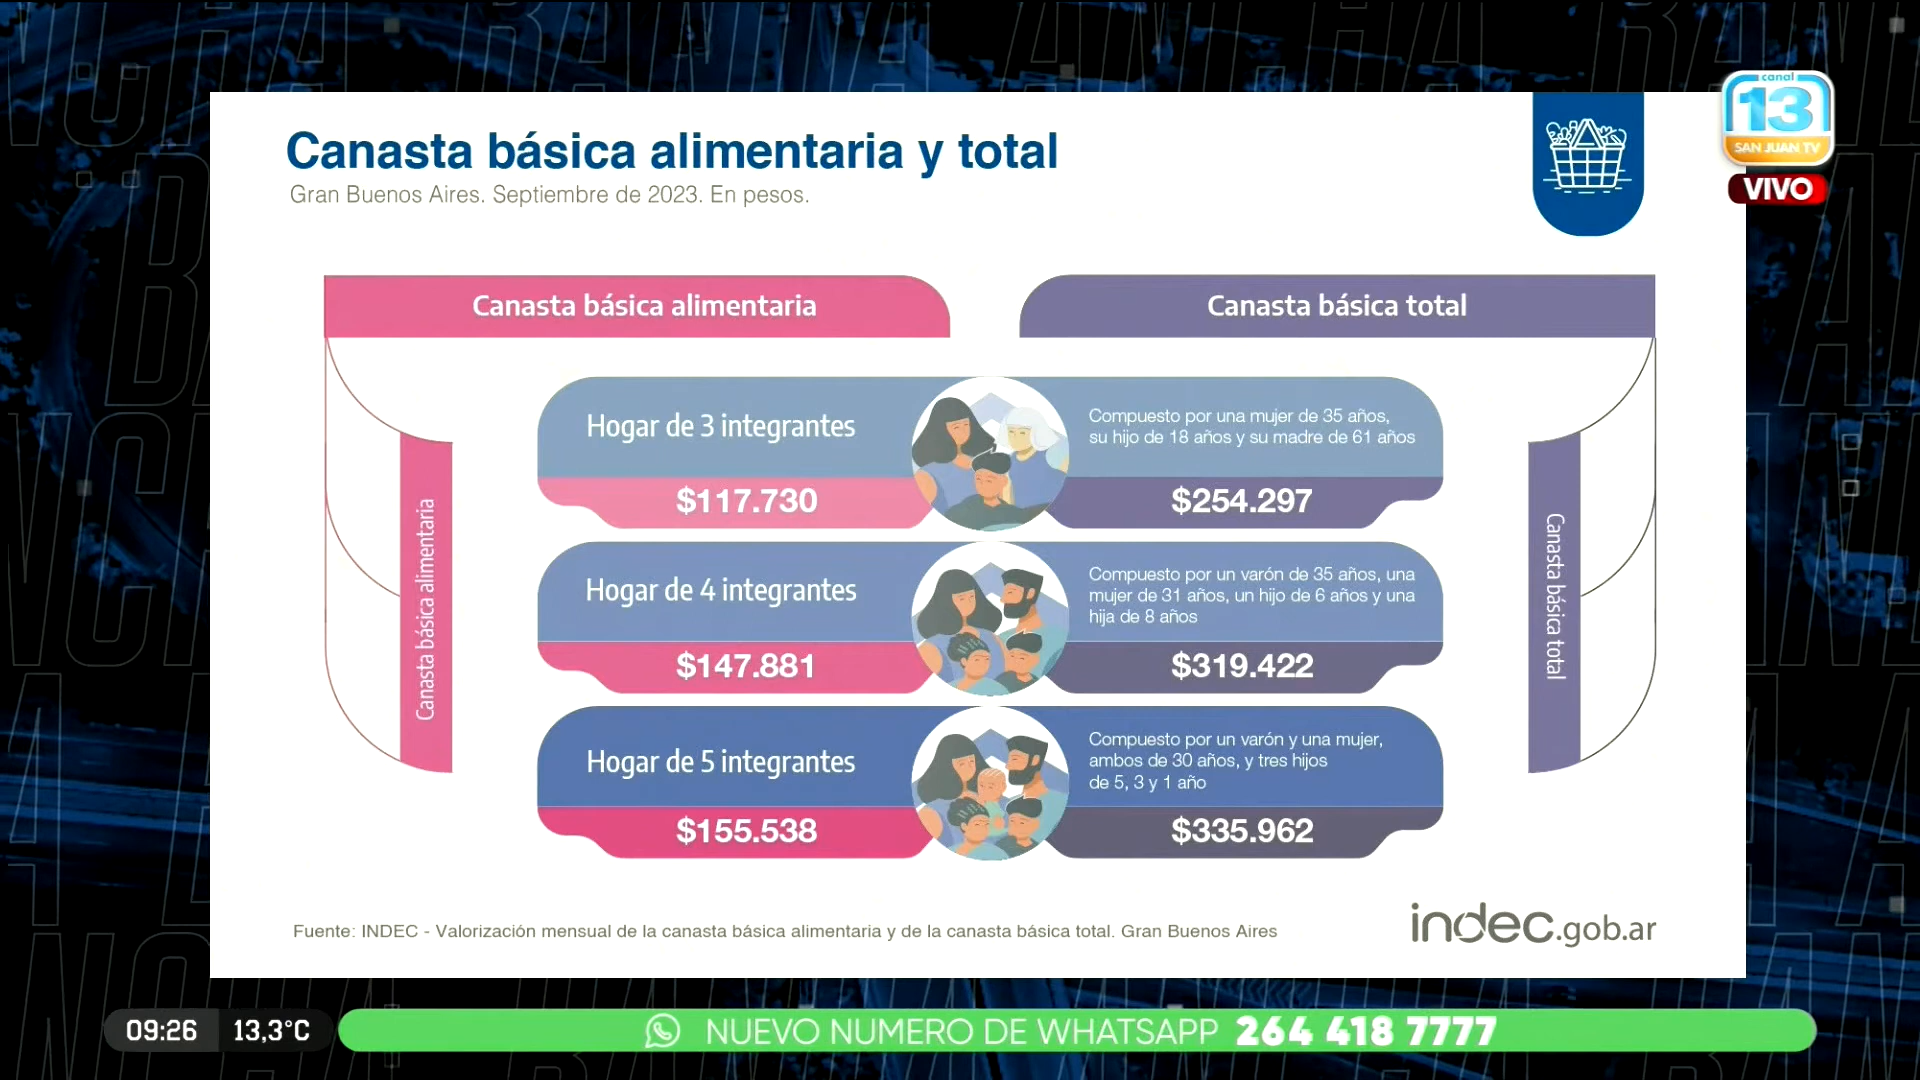 canal
13
SAN JUAN TV
VIVO
Canasta básica alimentaria y total
Gran Buenos Aires. Septiembre de 2023. En pesos.
Canasta básica alimentaria
Canasta básica total
Hogar de 3 integrantes
Compuesto por una mujer de 35 años,
su hijo de 18 años y su madre de 61 años
$117.730
$254.297
Hogar de 4 integrantes
Compuesto por un varón de 35 años, una
mujer de 31 años, un hijo de 6 años y una
hija de 8 años
$147.881
$319.422
Hogar de 5 integrantes
Compuesto por un varón y una mujer,
ambos de 30 años, y tres hijos
de 5, 3 y 1 año
$155.538
$335.962
Canasta básica alimentaria
Canasta básica total
Fuente: INDEC - Valorización mensual de la canasta básica alimentaria y de la canasta básica total. Gran Buenos Aires
indec.gob.ar
09:26 13,3°C
NUEVO NUMERO DE WHATSAPP 264 418 7777